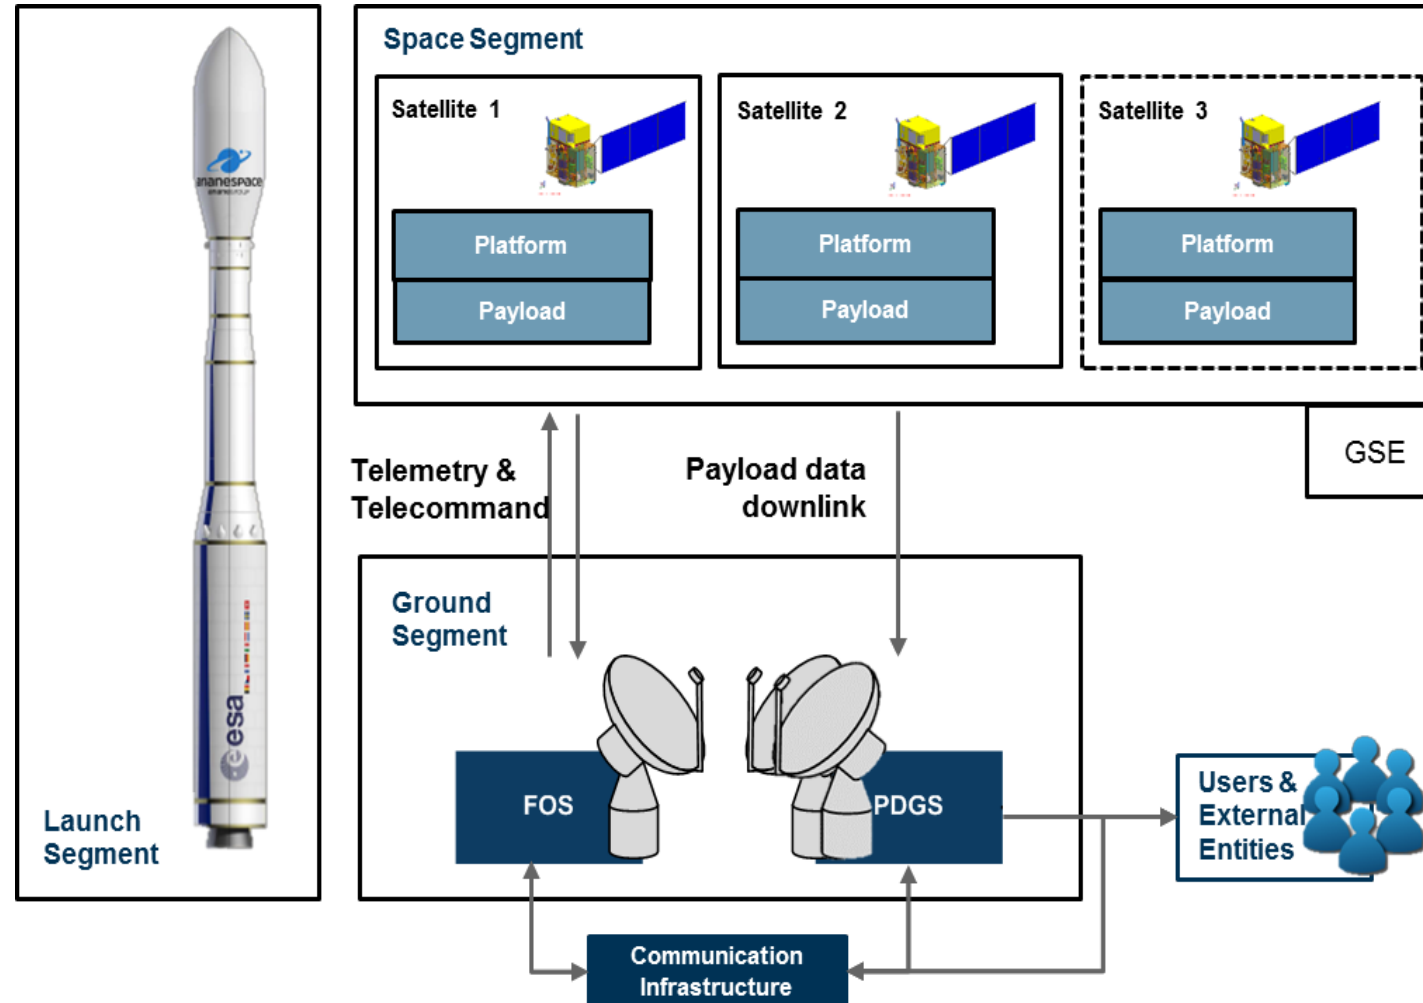 arianespace
arianeGROUP
esa
Launch
Segment
Space Segment
Satellite 1
Platform
Payload
Satellite 2
Platform
Payload
Satellite 3
Platform
Payload
GSE
Telemetry &
Telecommand
Payload data
downlink
Ground
Segment
FOS
PDGS
Users &
External
Entities
Communication
Infrastructure